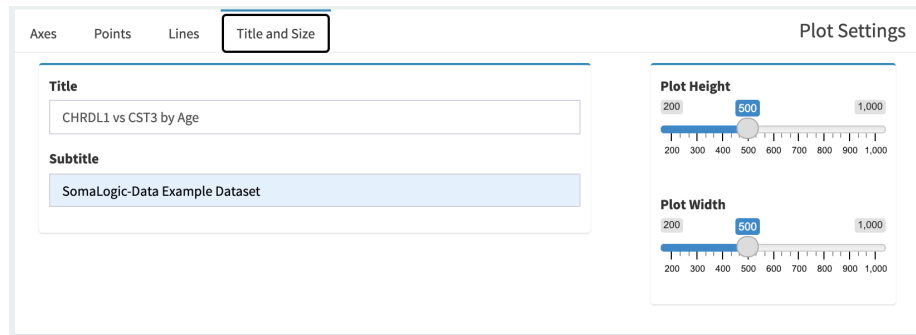 Axes Points Lines Title and Size Plot Settings
Title
CHRDL1 vs CST3 by Age
Subtitle
SomaLogic-Data Example Dataset
Plot Height
200 500 1,000
200 300 400 500 600 700 800 900 1,000
Plot Width
200 500 1,000
200 300 400 500 600 700 800 900 1,000